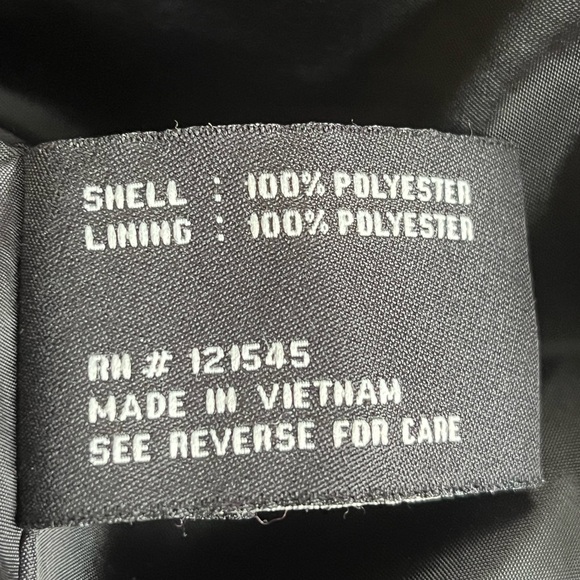 SHELL : 100% POLYESTER
LINING : 100% POLYESTER
RN # 121545
MADE IN VIETNAM
SEE REVERSE FOR CARE